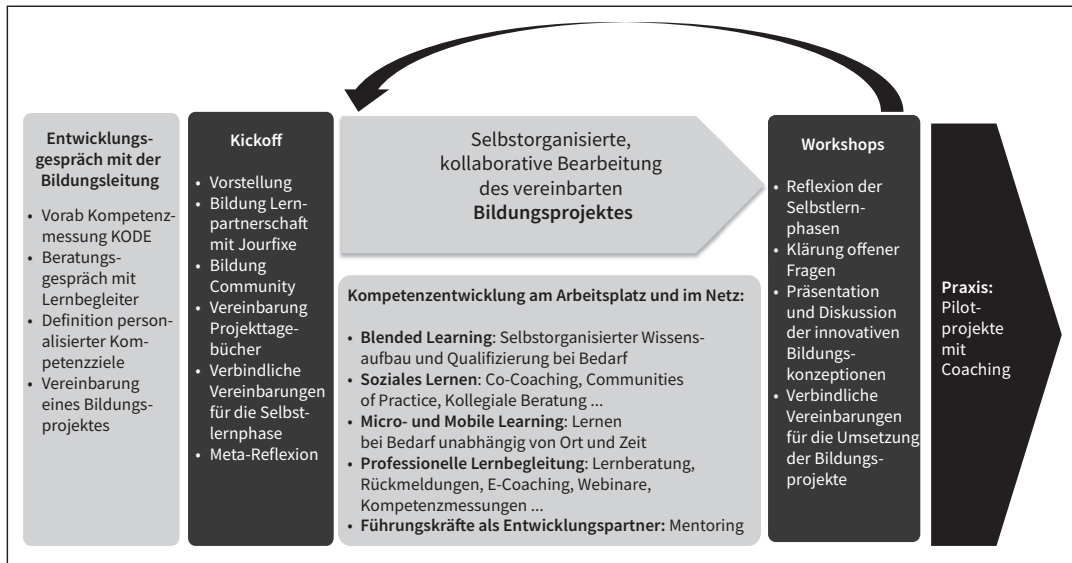 Entwicklungs-
gespräch mit der
Bildungsleitung
• Vorab Kompetenz-
messung KODE
• Beratungs-
gespräch mit
Lernbegleiter
• Definition person-
alisierter Kom-
petenzziele
• Vereinbarung
eines Bildungs-
projektes
Kickoff
• Vorstellung
• Bildung Lern-
partnerschaft
mit Jourfixe
• Bildung
Community
• Vereinbarung
Projekttage-
bücher
• Verbindliche
Vereinbarungen
für die Selbst-
lernphase
• Meta-Reflexion
Selbstorganisierte,
kollaborative Bearbeitung
des vereinbarten
Bildungsprojektes
Kompetenzentwicklung am Arbeitsplatz und im Netz:
• Blended Learning: Selbstorganisierter Wissens-
aufbau und Qualifizierung bei Bedarf
• Soziales Lernen: Co-Coaching, Communities
of Practice, Kollegiale Beratung ...
• Micro- und Mobile Learning: Lernen
bei Bedarf unabhängig von Ort und Zeit
• Professionelle Lernbegleitung: Lernberatung,
Rückmeldungen, E-Coaching, Webinare,
Kompetenzmessungen ...
• Führungskräfte als Entwicklungspartner: Mentoring
Workshops
• Reflexion der
Selbstlern-
phasen
• Klärung offener
Fragen
• Präsentation
und Diskussion
der innovativen
Bildungs-
konzeptionen
• Verbindliche
Vereinbarungen
für die Umsetzung
der Bildungs-
projekte
Praxis:
Pilot-
projekte
mit
Coaching